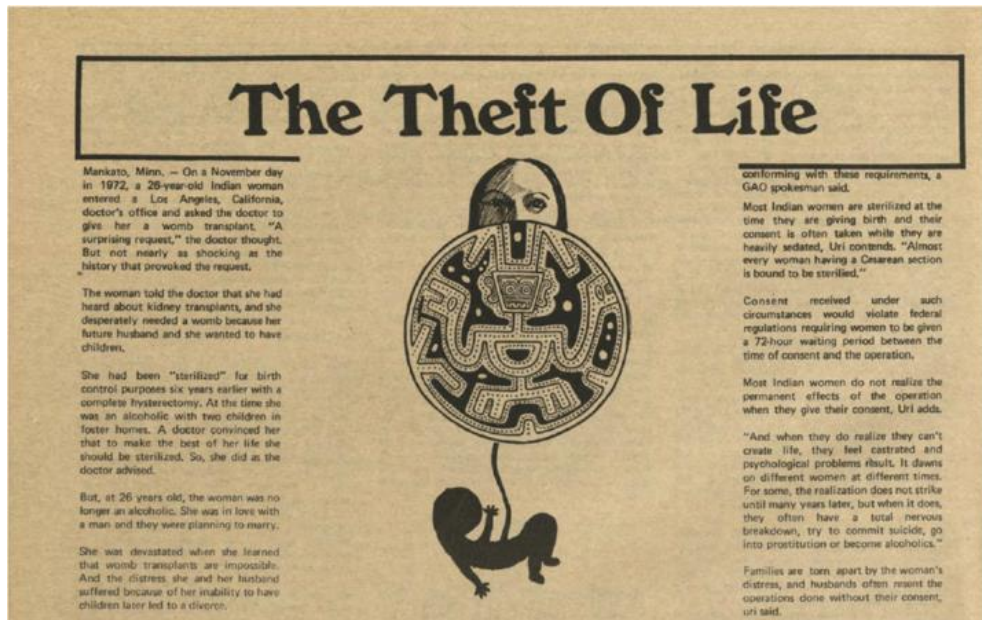 The Theft Of Life
Mankato, Minn. — On a November day
in 1972, a 26-year-old Indian woman
entered a Los Angeles, California,
doctor's office and asked the doctor to
give her a womb transplant. "A
surprising request," the doctor thought.
But not nearly as shocking as the
history that provoked the request.
The woman told the doctor that she had
heard about kidney transplants, and she
desperately needed a womb because her
future husband and she wanted to have
children.
She had been "sterilized" for birth
control purposes six years earlier with a
complete hysterectomy. At the time she
was an alcoholic with two children in
foster homes. A doctor convinced her
that to make the best of her life she
should be sterilized. So, she did as the
doctor advised.
But, at 26 years old, the woman was no
longer an alcoholic. She was in love with
a man and they were planning to marry.
She was devastated when she learned
that womb transplants are impossible.
And the distress she and her husband
suffered because of her inability to have
children later led to a divorce.
conforming with these requirements, a
GAO spokesman said.
Most Indian women are sterilized at the
time they are giving birth and their
consent is often taken while they are
heavily sedated, Uri contends. "Almost
every woman having a Cesarean section
is bound to be sterilied."
Consent received under such
circumstances would violate federal
regulations requiring women to be given
a 72-hour waiting period between the
time of consent and the operation.
Most Indian women do not realize the
permanent effects of the operation
when they give their consent, Uri adds.
"And when they do realize they can't
create life, they feel castrated and
psychological problems result. It dawns
on different women at different times.
For some, the realization does not strike
until many years later, but when it does,
they often have a total nervous
breakdown, try to commit suicide, go
into prostitution or become alcoholics."
Families are torn apart by the woman's
distress, and husbands often resent the
operations done without their consent,
uri said.